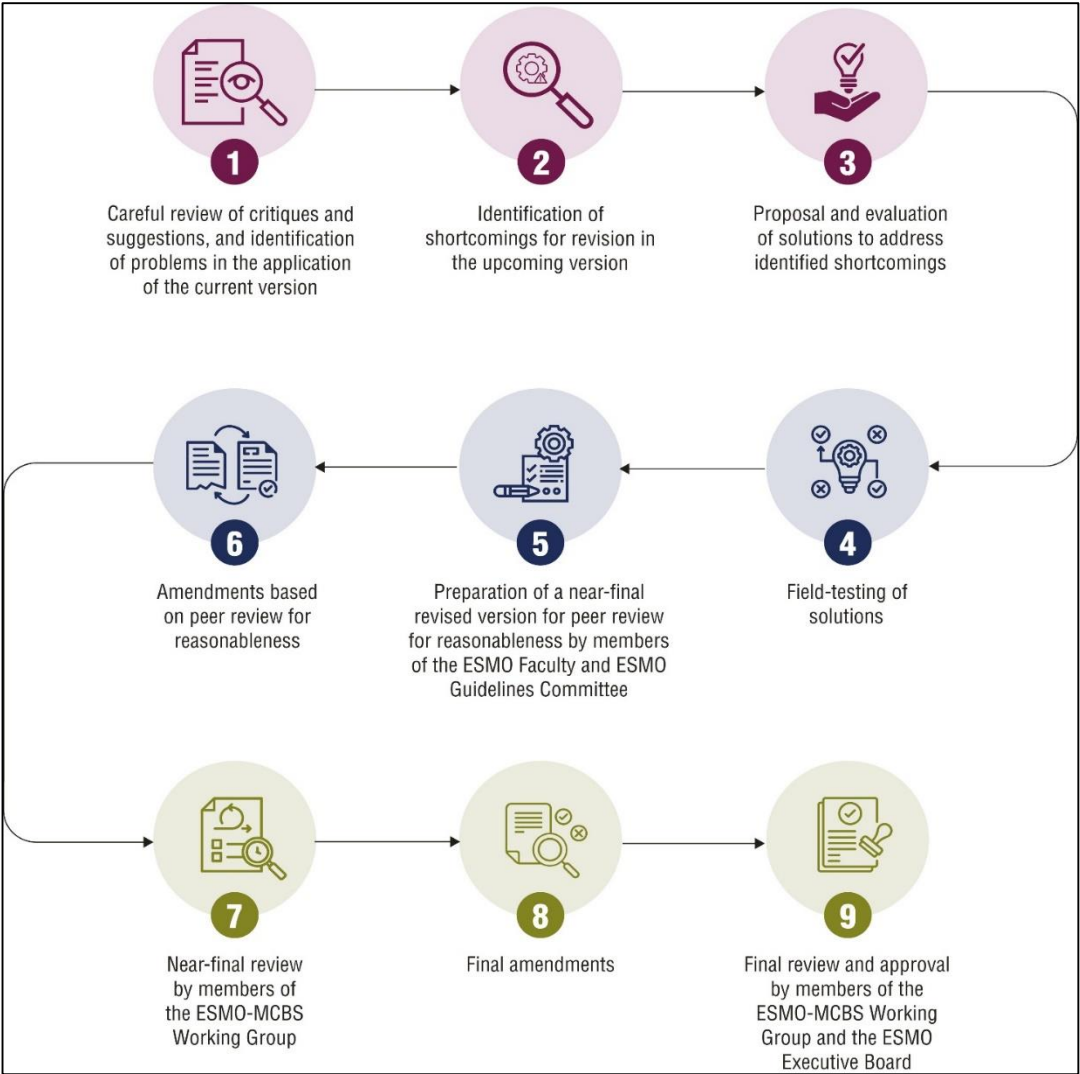 1
Careful review of critiques and
suggestions, and identification
of problems in the application
of the current version
2
Identification of
shortcomings for revision in
the upcoming version
3
Proposal and evaluation
of solutions to address
identified shortcomings
4
Field-testing of
solutions
5
Preparation of a near-final
revised version for peer review
for reasonableness by members
of the ESMO Faculty and ESMO
Guidelines Committee
6
Amendments based
on peer review for
reasonableness
7
Near-final review
by members of
the ESMO-MCBS
Working Group
8
Final amendments
9
Final review and approval
by members of the
ESMO-MCBS Working
Group and the ESMO
Executive Board